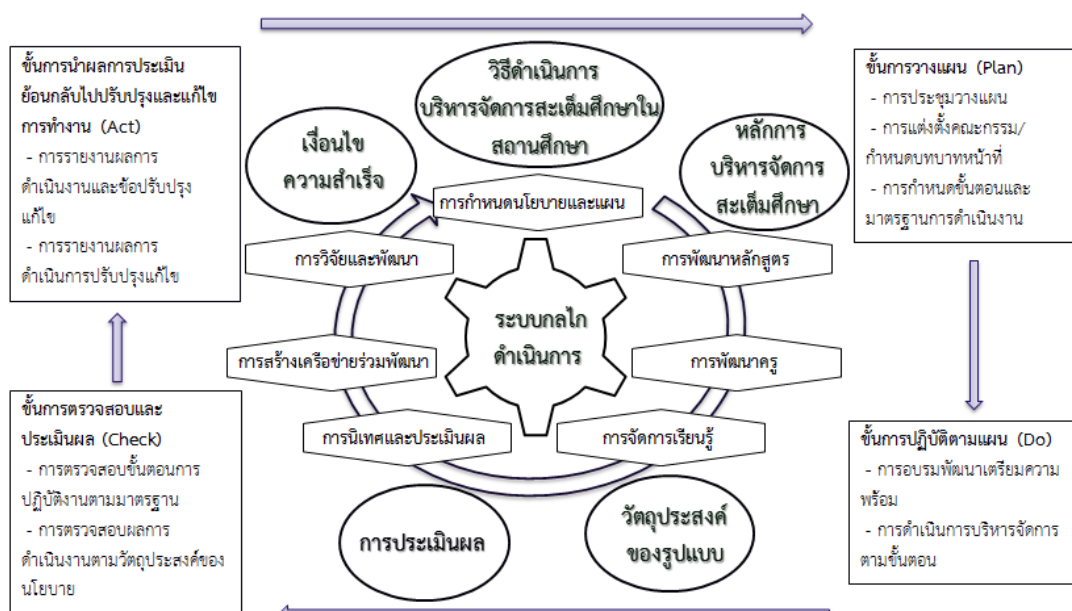 ขั้นการนำผลการประเมิน
ย้อนกลับไปปรับปรุงและแก้ไข
การทำงาน (Act)
- การรายงานผลการ
ดำเนินงานและข้อปรับปรุง
แก้ไข
- การรายงานผลการ
ดำเนินการปรับปรุงแก้ไข
วิธีดำเนินการ
บริหารจัดการสะเต็มศึกษาใน
สถานศึกษา
ขั้นการวางแผน (Plan)
- การประชุมวางแผน
- การแต่งตั้งคณะกรรม/
กำหนดบทบาทหน้าที่
- การกำหนดขั้นตอนและ
มาตรฐานการดำเนินงาน
เงื่อนไข
ความสำเร็จ
หลักการ
บริหารจัดการ
สะเต็มศึกษา
การกำหนดนโยบายและแผน
การวิจัยและพัฒนา
การพัฒนาหลักสูตร
ระบบกลไก
ดำเนินการ
การสร้างเครือข่ายร่วมพัฒนา
การพัฒนาครู
การนิเทศและประเมินผล
การจัดการเรียนรู้
ขั้นการตรวจสอบและ
ประเมินผล (Check)
- การตรวจสอบขั้นตอนการ
ปฏิบัติงานตามมาตรฐาน
- การตรวจสอบผลการ
ดำเนินงานตามวัตถุประสงค์ของ
นโยบาย
ขั้นการปฏิบัติตามแผน (Do)
- การอบรมพัฒนาเตรียมความ
พร้อม
- การดำเนินการบริหารจัดการ
ตามขั้นตอน
การประเมินผล
วัตถุประสงค์
ของรูปแบบ